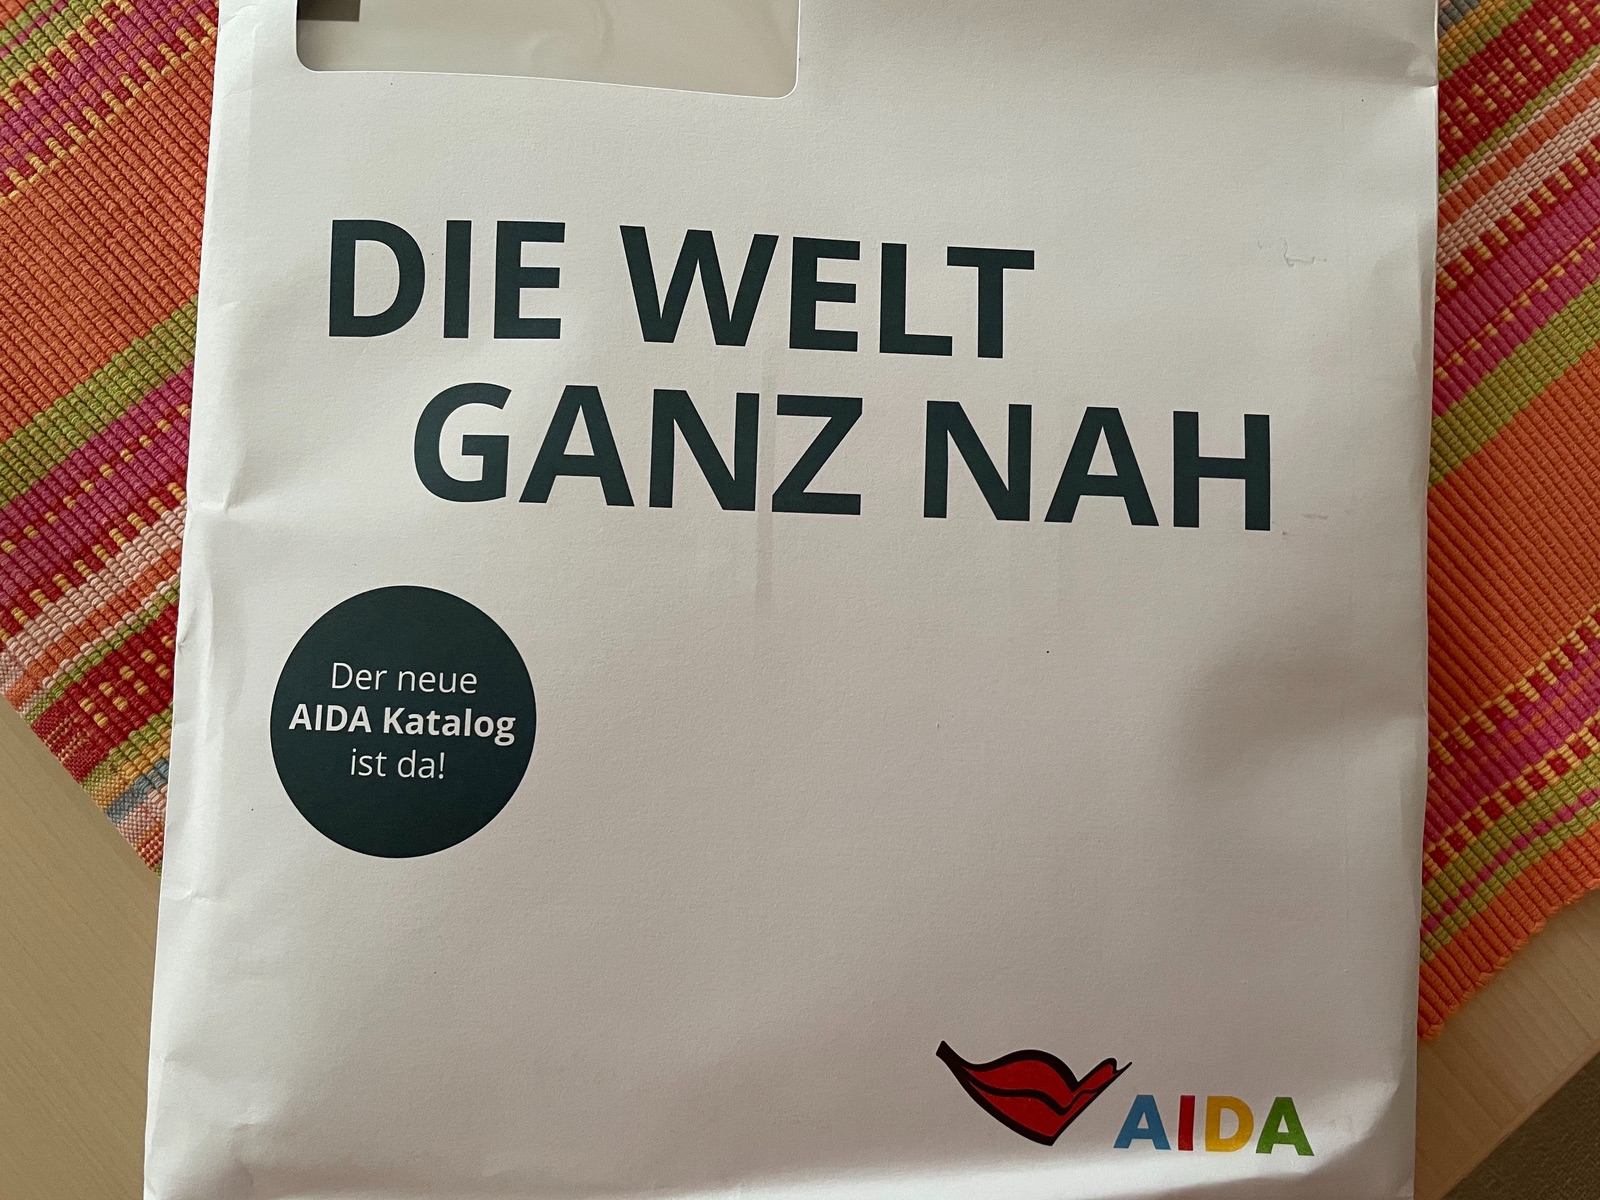 DIE WELT
GANZ NAH
Der neue
AIDA Katalog
ist da!
AIDA